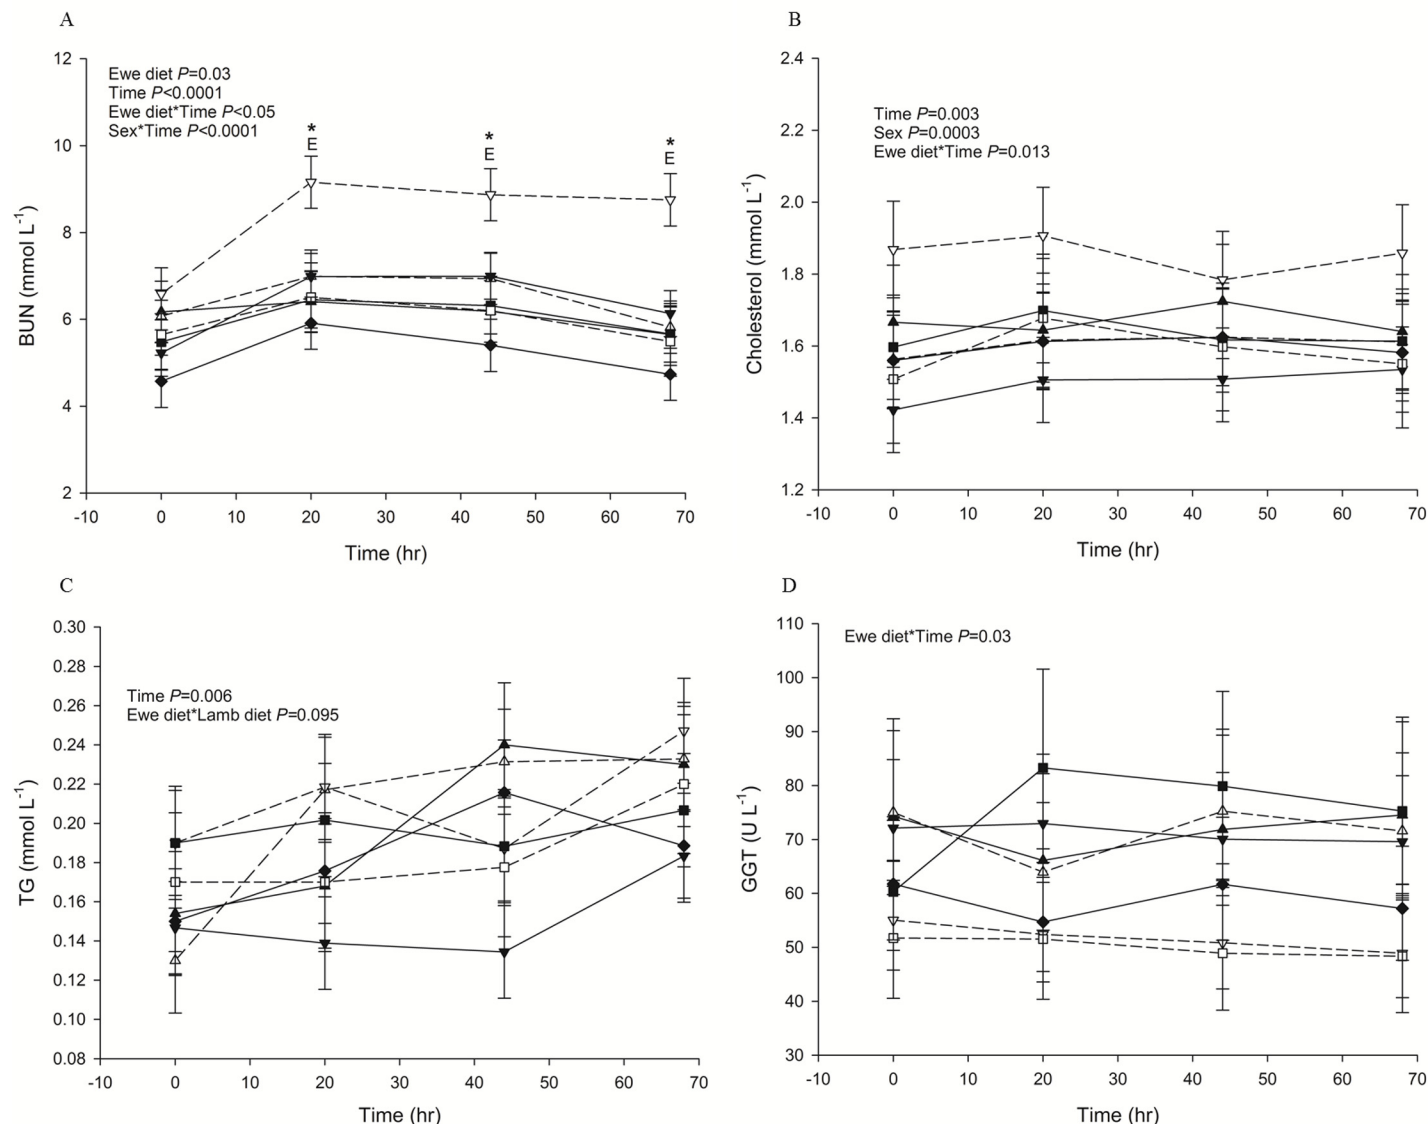 A
Ewe diet P=0.03
Time P<0.0001
Ewe diet*Time P<0.05
Sex*Time P<0.0001
*
E
*
E
*
E
12
10
8
6
4
2
BUN (mmol L-1)
-10 0 10 20 30 40 50 60 70
Time (hr)
B
Time P=0.003
Sex P=0.0003
Ewe diet*Time P=0.013
2.4
2.2
2.0
1.8
1.6
1.4
1.2
Cholesterol (mmol L-1)
-10 0 10 20 30 40 50 60 70
Time (hr)
C
Time P=0.006
Ewe diet*Lamb diet P=0.095
0.30
0.28
0.26
0.24
0.22
0.20
0.18
0.16
0.14
0.12
0.10
0.08
TG (mmol L-1)
-10 0 10 20 30 40 50 60 70
Time (hr)
D
Ewe diet*Time P=0.03
110
100
90
80
70
60
50
40
30
GGT (U L-1)
-10 0 10 20 30 40 50 60 70
Time (hr)